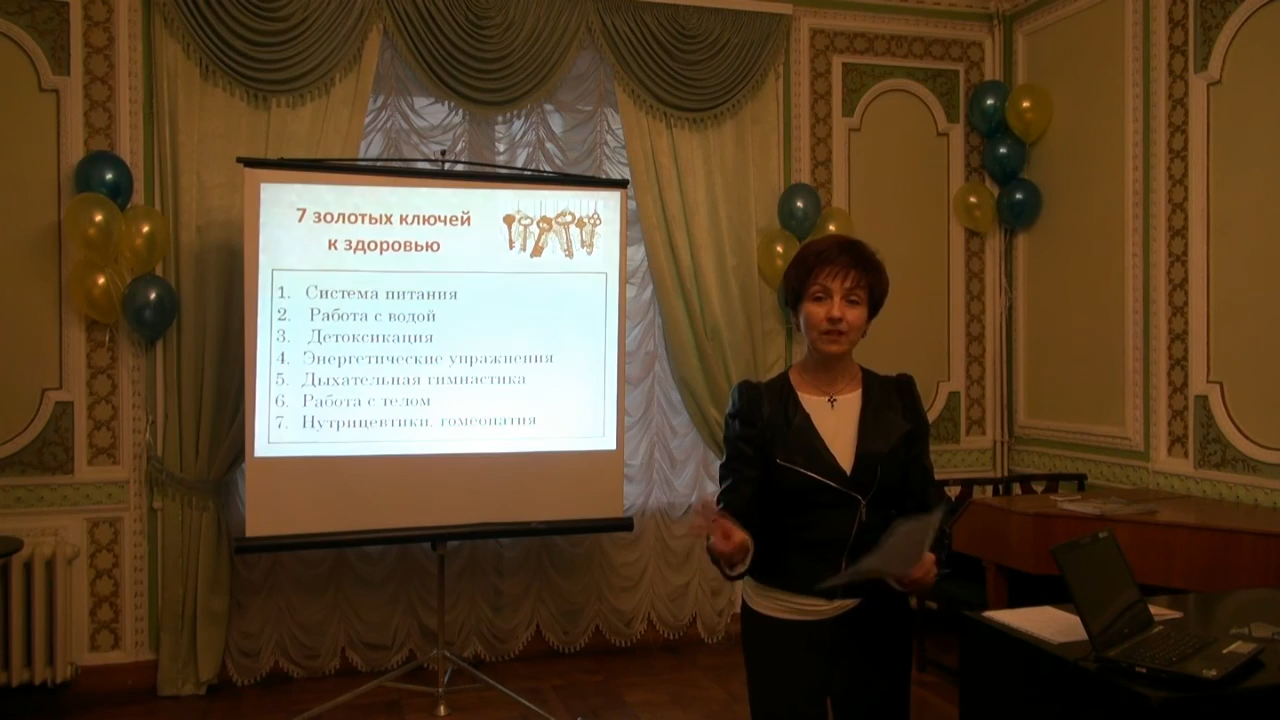 7 золотых ключей
к здоровью
1. Система питания
2. Работа с водой
3. Детоксикация
4. Энергетические упражнения
5. Дыхательная гимнастика
6. Работа с телом
7. Нутрицевтики, гомеопатия